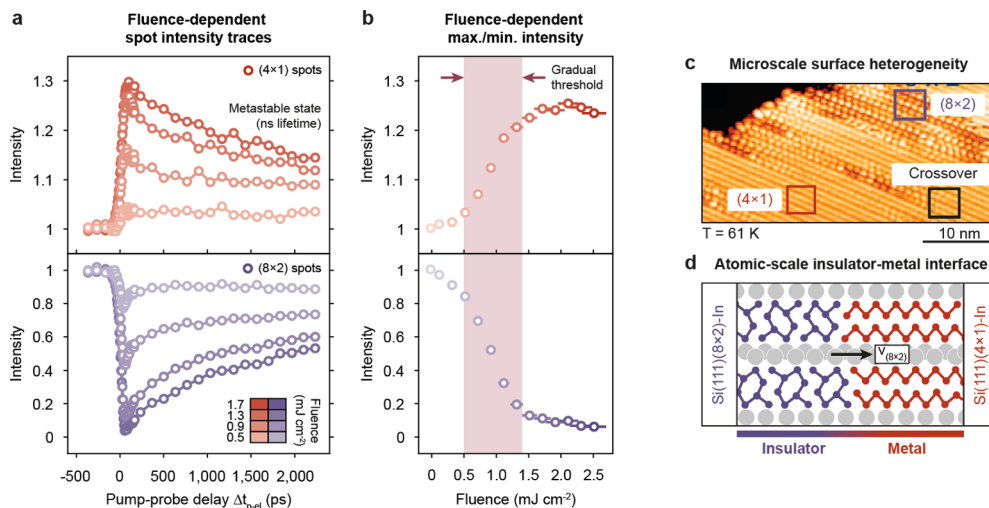 a
Fluence-dependent
spot intensity traces
1.3
1.2
1.1
1
Intensity
(4×1) spots
Metastable state
(ns lifetime)
1
0.8
0.6
0.4
0.2
0
Intensity
(8×2) spots
1.7
1.3
0.9
0.5
Fluence
(mJ cm⁻²)
-500
0
500
1,000
1,500
2,000
Pump-probe delay Δt_p-el (ps)
b
Fluence-dependent
max./min. intensity
1.3
1.2
1.1
1
Intensity
Gradual
threshold
1
0.8
0.6
0.4
0.2
0
Intensity
0
0.5
1.0
1.5
2.0
2.5
Fluence (mJ cm⁻²)
c
Microscale surface heterogeneity
(8×2)
Crossover
(4×1)
T = 61 K
10 nm
d
Atomic-scale insulator-metal interface
Si(111)(8×2)-In
V(8×2)
Si(111)(4×1)-In
Insulator
Metal